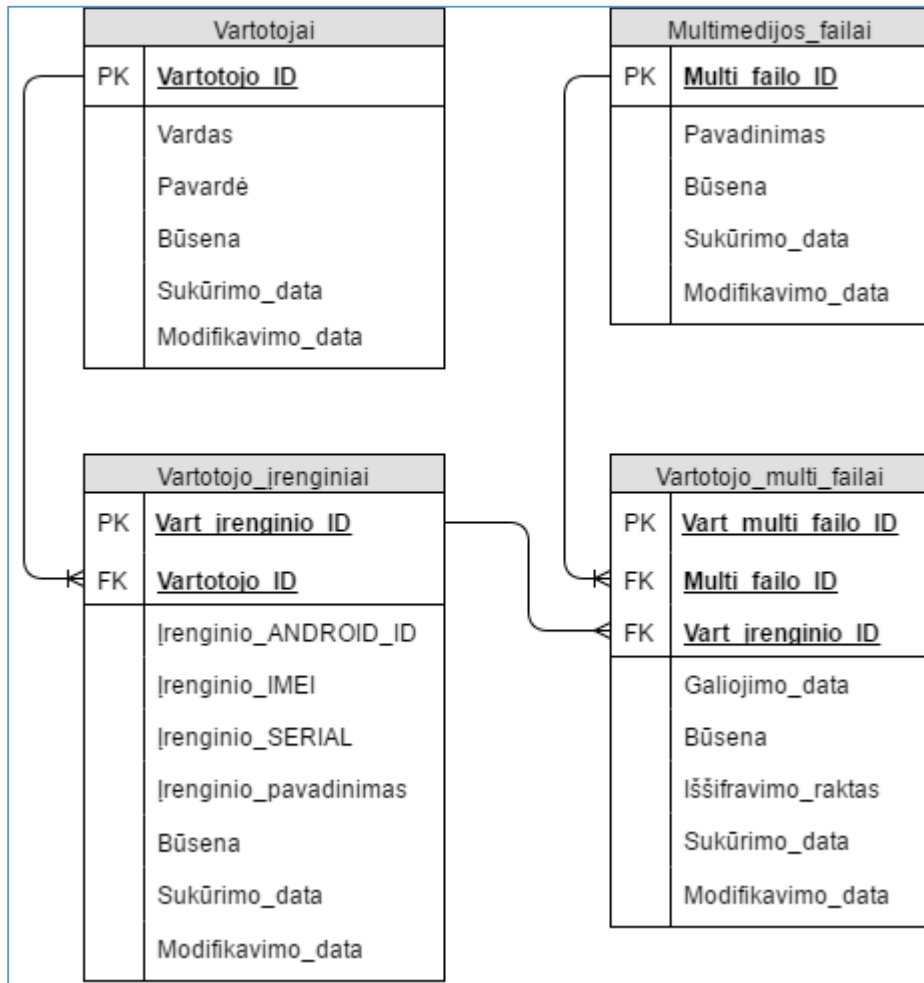 Vartotojai
PK Vartotojo_ID
Vardas
Pavardė
Būsena
Sukūrimo_data
Modifikavimo_data
Multimedijos_failai
PK Multi_failo_ID
Pavadinimas
Būsena
Sukūrimo_data
Modifikavimo_data
Vartotojo_įrenginiai
PK Vart_įrenginio_ID
FK Vartotojo_ID
Įrenginio_ANDROID_ID
Įrenginio_IMEI
Įrenginio_SERIAL
Įrenginio_pavadinimas
Būsena
Sukūrimo_data
Modifikavimo_data
Vartotojo_multi_failai
PK Vart_multi_failo_ID
FK Multi_failo_ID
FK Vart_įrenginio_ID
Galiojimo_data
Būsena
Iššifravimo_raktas
Sukūrimo_data
Modifikavimo_data